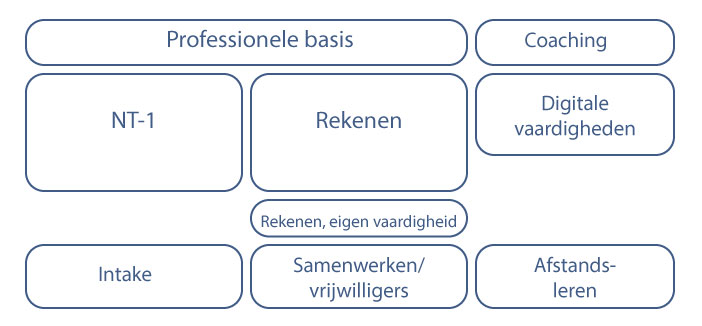 Professionele basis
Coaching
NT-1
Rekenen
Digitale
vaardigheden
Rekenen, eigen vaardigheid
Intake
Samenwerken/
vrijwilligers
Afstands-
leren